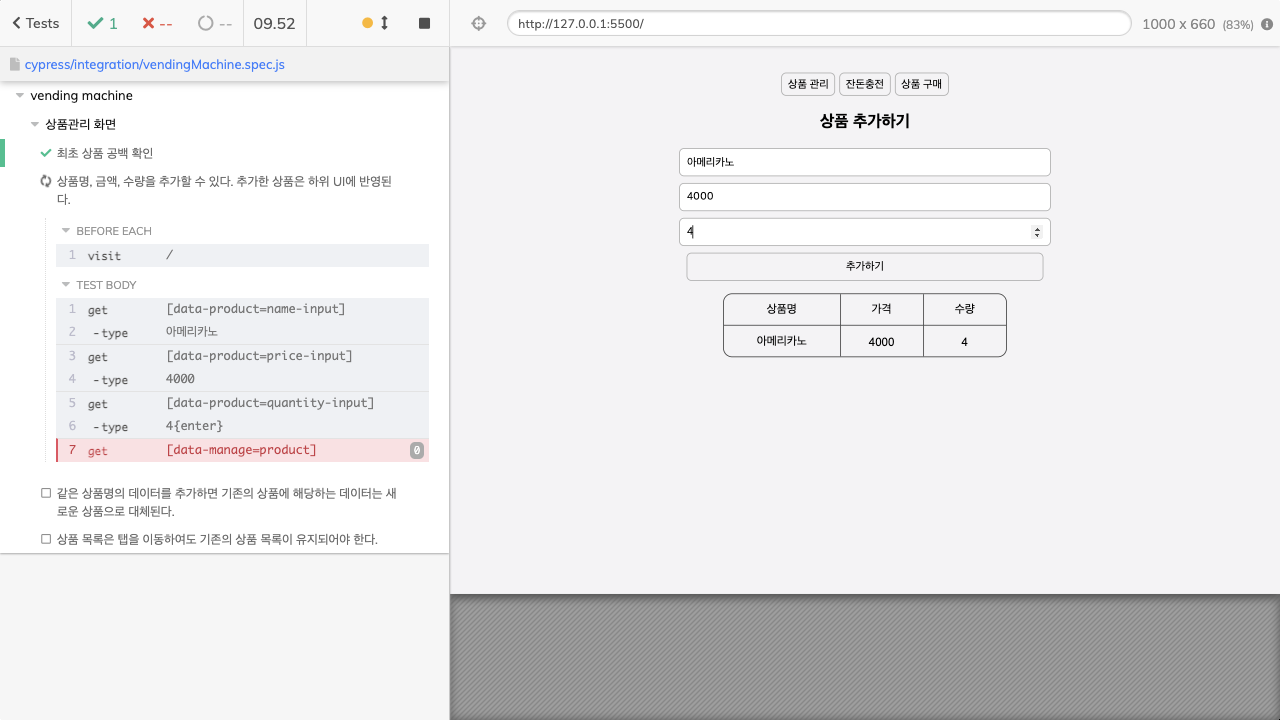 Tests
1
--
--
09.52
http://127.0.0.1:5500/
1000 x 660 (83%)
cypress/integration/vendingMachine.spec.js
vending machine
상품관리 화면
최초 상품 공백 확인
상품명, 금액, 수량을 추가할 수 있다. 추가한 상품은 하위 UI에 반영된
다.
BEFORE EACH
1 visit /
TEST BODY
1 get [data-product=name-input]
2 -type 아메리카노
3 get [data-product=price-input]
4 -type 4000
5 get [data-product=quantity-input]
6 -type 4{enter}
7 get [data-manage=product] 0
같은 상품명의 데이터를 추가하면 기존의 상품에 해당하는 데이터는 새
로운 상품으로 대체된다.
상품 목록은 탭을 이동하여도 기존의 상품 목록이 유지되어야 한다.
상품 관리 잔돈충전 상품 구매
상품 추가하기
아메리카노
4000
4
추가하기
상품명 가격 수량
아메리카노 4000 4